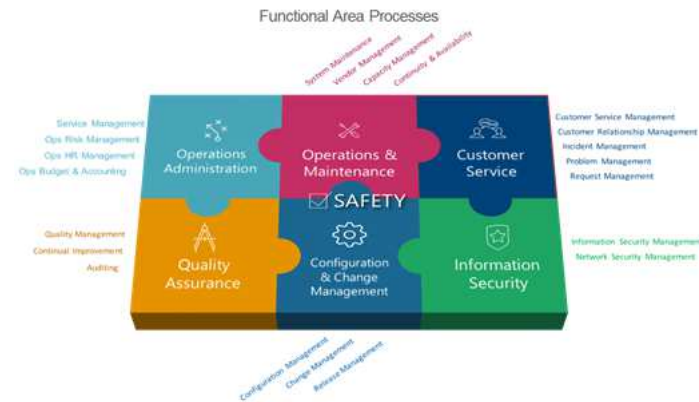 Functional Area Processes
System Maintenance
Vendor Management
Capacity Management
Continuity & Availability
Service Management
Ops Risk Management
Ops HR Management
Ops Budget & Accounting
Operations
Administration
Operations &
Maintenance
Customer
Service
Customer Service Management
Customer Relationship Management
Incident Management
Problem Management
Request Management
SAFETY
Quality Management
Continual Improvement
Auditing
Quality
Assurance
Configuration
& Change
Management
Information
Security
Information Security Management
Network Security Management
Configuration Management
Change Management
Release Management